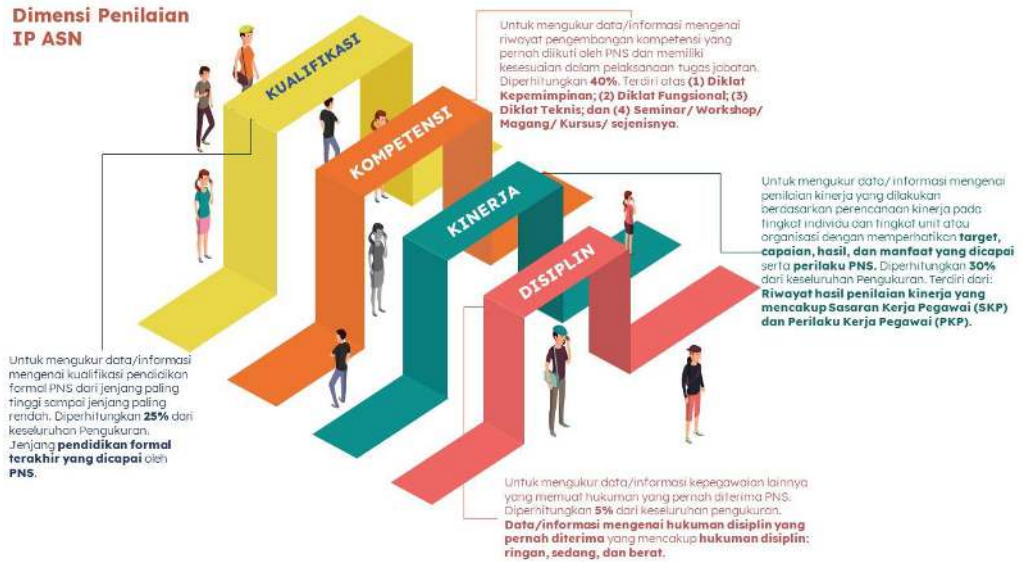 Dimensi Penilaian
IP ASN
KUALIFIKASI
KOMPETENSI
KINERJA
DISIPLIN
Untuk mengukur data/informasi mengenai
riwayat pengembangan kompetensi yang
pernah diikuti oleh PNS dan memiliki
kesesuaian dalam pelaksanaan tugas jabatan.
Diperhitungkan 40%. Terdiri atas (1) Diklat
Kepemimpinan; (2) Diklat Fungsional; (3)
Diklat Teknis; dan (4) Seminar/ Workshop/
Magang/ Kursus/ sejenisnya.
Untuk mengukur data/ informasi mengenai
penilaian kinerja yang dilakukan
berdasarkan perencanaan kinerja pada
tingkat individu dan tingkat unit atau
organisasi dengan memperhatikan target,
capaian, hasil, dan manfaat yang dicapai
serta perilaku PNS. Diperhitungkan 30%
dari keseluruhan Pengukuran. Terdiri dari:
Riwayat hasil penilaian kinerja yang
mencakup Sasaran Kerja Pegawai (SKP)
dan Perilaku Kerja Pegawai (PKP).
Untuk mengukur data/informasi
mengenai kualifikasi pendidikan
formal PNS dari jenjang paling
tinggi sampai jenjang paling
rendah. Diperhitungkan 25% dari
keseluruhan Pengukuran.
Jenjang pendidikan formal
terakhir yang dicapai oleh
PNS.
Untuk mengukur data/informasi kepegawaian lainnya
yang memuat hukuman yang pernah diterima PNS.
Diperhitungkan 5% dari keseluruhan pengukuran.
Data/informasi mengenai hukuman disiplin yang
pernah diterima yang mencakup hukuman disiplin:
ringan, sedang, dan berat.